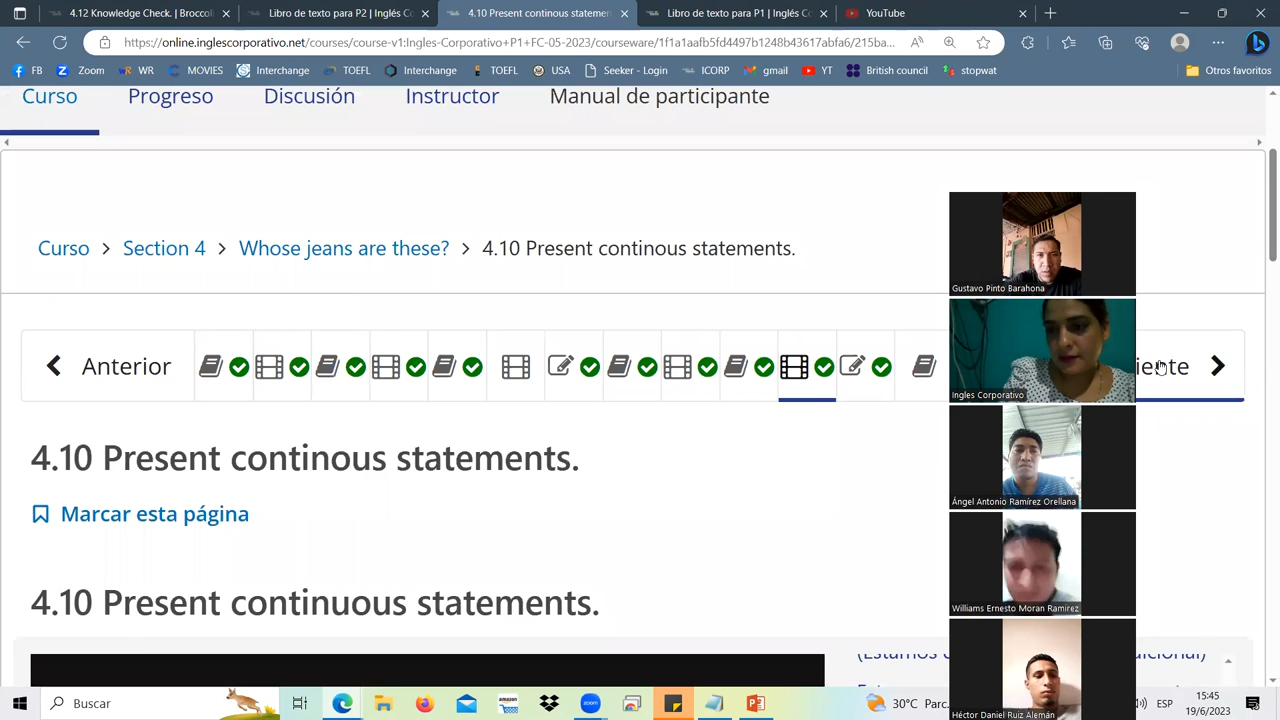 4.12 Knowledge Check. | Broccoli
Libro de texto para P2 | Inglés Co
4.10 Present continous statemen
Libro de texto para P1 | Inglés Co
YouTube
https://online.inglescorporativo.net/courses/course-v1:Ingles-Corporativo+P1+FC-05-2023/courseware/1f1a1aafb5fd4497b1248b43617abfa6/215ba...
FB
Zoom
WR
MOVIES
Interchange
TOEFL
Interchange
TOEFL
USA
Seeker - Login
ICORP
gmail
YT
British council
stopwat
Otros favoritos
Curso
Progreso
Discusión
Instructor
Manual de participante
Curso > Section 4 > Whose jeans are these? > 4.10 Present continous statements.
Anterior
iente
4.10 Present continous statements.
Marcar esta página
4.10 Present continuous statements.
Gustavo Pinto Barahona
Ingles Corporativo
Ángel Antonio Ramírez Orellana
Williams Ernesto Moran Ramirez
Héctor Daniel Ruiz Alemán
Buscar
30°C Parc.
ESP
15:45
19/6/2023